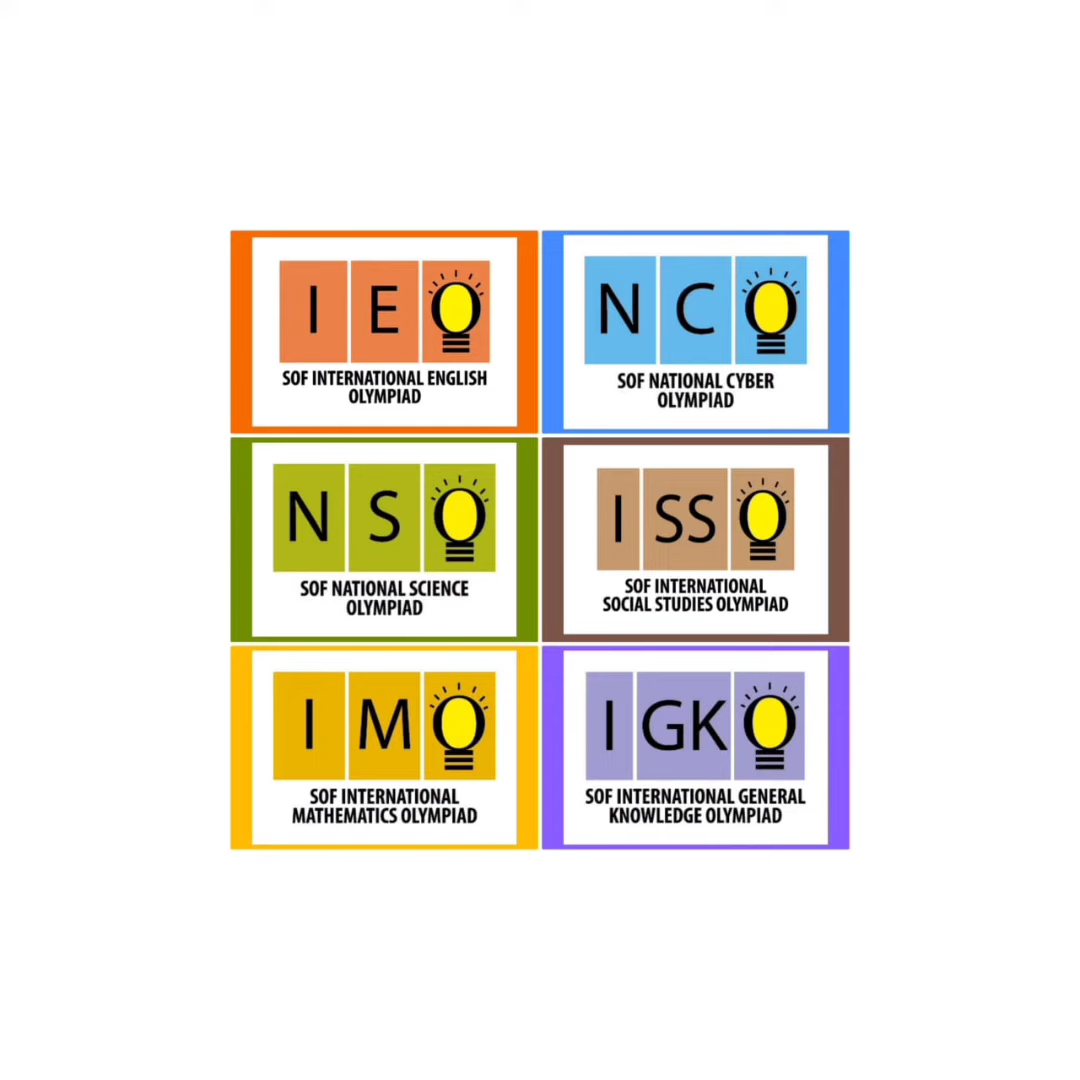 IEO
SOF INTERNATIONAL ENGLISH
OLYMPIAD
NCO
SOF NATIONAL CYBER
OLYMPIAD
NSO
SOF NATIONAL SCIENCE
OLYMPIAD
ISSO
SOF INTERNATIONAL
SOCIAL STUDIES OLYMPIAD
IMO
SOF INTERNATIONAL
MATHEMATICS OLYMPIAD
IGKO
SOF INTERNATIONAL GENERAL
KNOWLEDGE OLYMPIAD